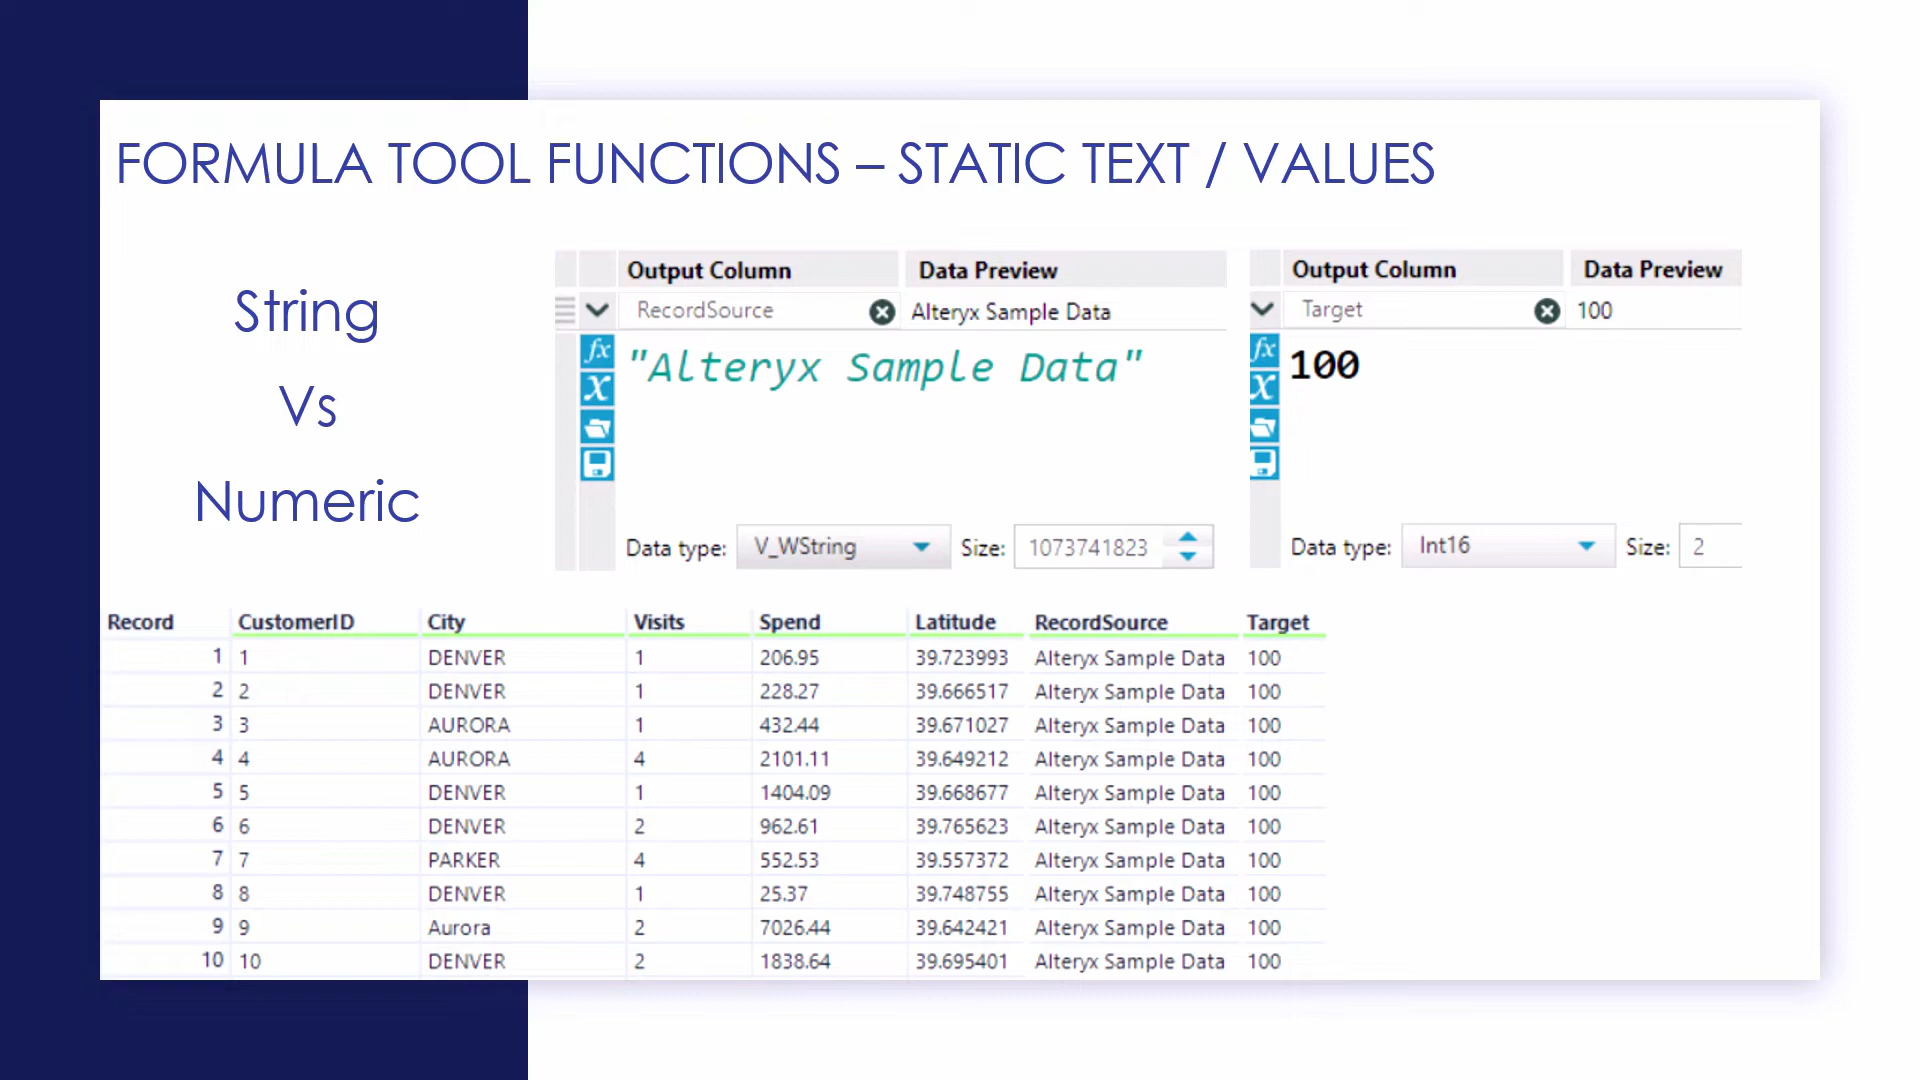 FORMULA TOOL FUNCTIONS – STATIC TEXT / VALUES
String
Vs
Numeric
Output Column Data Preview
RecordSource Alteryx Sample Data
fx "Alteryx Sample Data"
X
Data type: V_WString Size: 1073741823
Output Column Data Preview
Target 100
fx 100
X
Data type: Int16 Size: 2
Record CustomerID City Visits Spend Latitude RecordSource Target
1 1 DENVER 1 206.95 39.723993 Alteryx Sample Data 100
2 2 DENVER 1 228.27 39.666517 Alteryx Sample Data 100
3 3 AURORA 1 432.44 39.671027 Alteryx Sample Data 100
4 4 AURORA 4 2101.11 39.649212 Alteryx Sample Data 100
5 5 DENVER 1 1404.09 39.668677 Alteryx Sample Data 100
6 6 DENVER 2 962.61 39.765623 Alteryx Sample Data 100
7 7 PARKER 4 552.53 39.557372 Alteryx Sample Data 100
8 8 DENVER 1 25.37 39.748755 Alteryx Sample Data 100
9 9 Aurora 2 7026.44 39.642421 Alteryx Sample Data 100
10 10 DENVER 2 1838.64 39.695401 Alteryx Sample Data 100